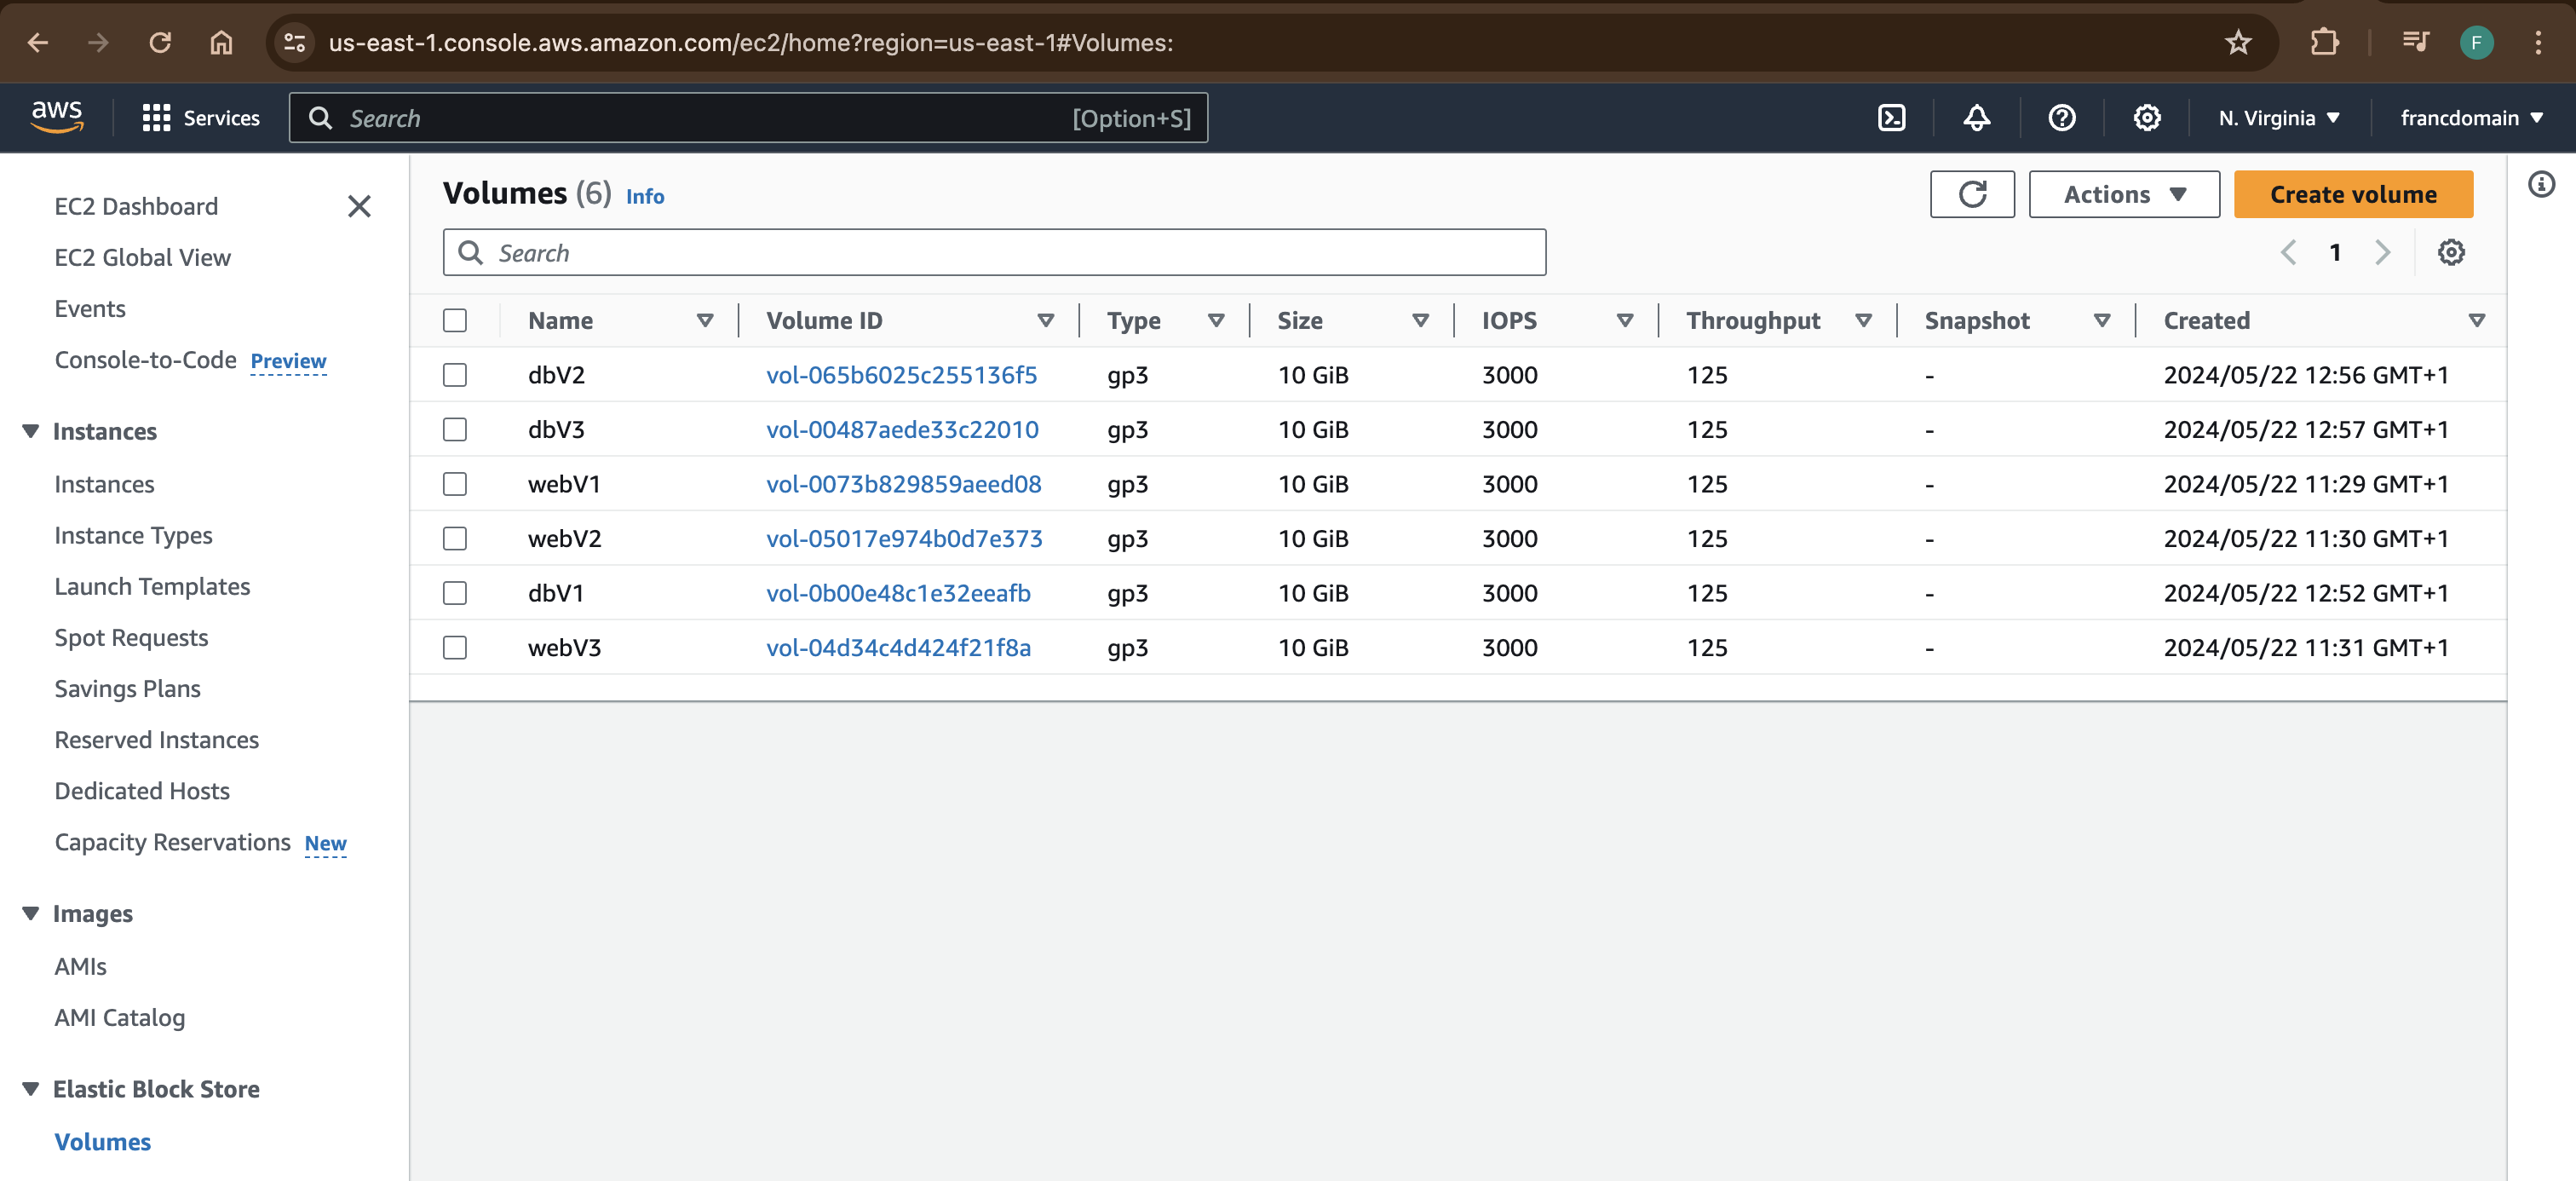 us-east-1.console.aws.amazon.com/ec2/home?region=us-east-1#Volumes:
F
aws
Services
Search
[Option+S]
N. Virginia
francdomain
EC2 Dashboard
EC2 Global View
Events
Console-to-Code Preview
Instances
Instances
Instance Types
Launch Templates
Spot Requests
Savings Plans
Reserved Instances
Dedicated Hosts
Capacity Reservations New
Images
AMIs
AMI Catalog
Elastic Block Store
Volumes
Volumes (6) Info
Actions
Create volume
Search
1
Name Volume ID Type Size IOPS Throughput Snapshot Created
dbV2 vol-065b6025c255136f5 gp3 10 GiB 3000 125 - 2024/05/22 12:56 GMT+1
dbV3 vol-00487aede33c22010 gp3 10 GiB 3000 125 - 2024/05/22 12:57 GMT+1
webV1 vol-0073b829859aeed08 gp3 10 GiB 3000 125 - 2024/05/22 11:29 GMT+1
webV2 vol-05017e974b0d7e373 gp3 10 GiB 3000 125 - 2024/05/22 11:30 GMT+1
dbV1 vol-0b00e48c1e32eeafb gp3 10 GiB 3000 125 - 2024/05/22 12:52 GMT+1
webV3 vol-04d34c4d424f21f8a gp3 10 GiB 3000 125 - 2024/05/22 11:31 GMT+1